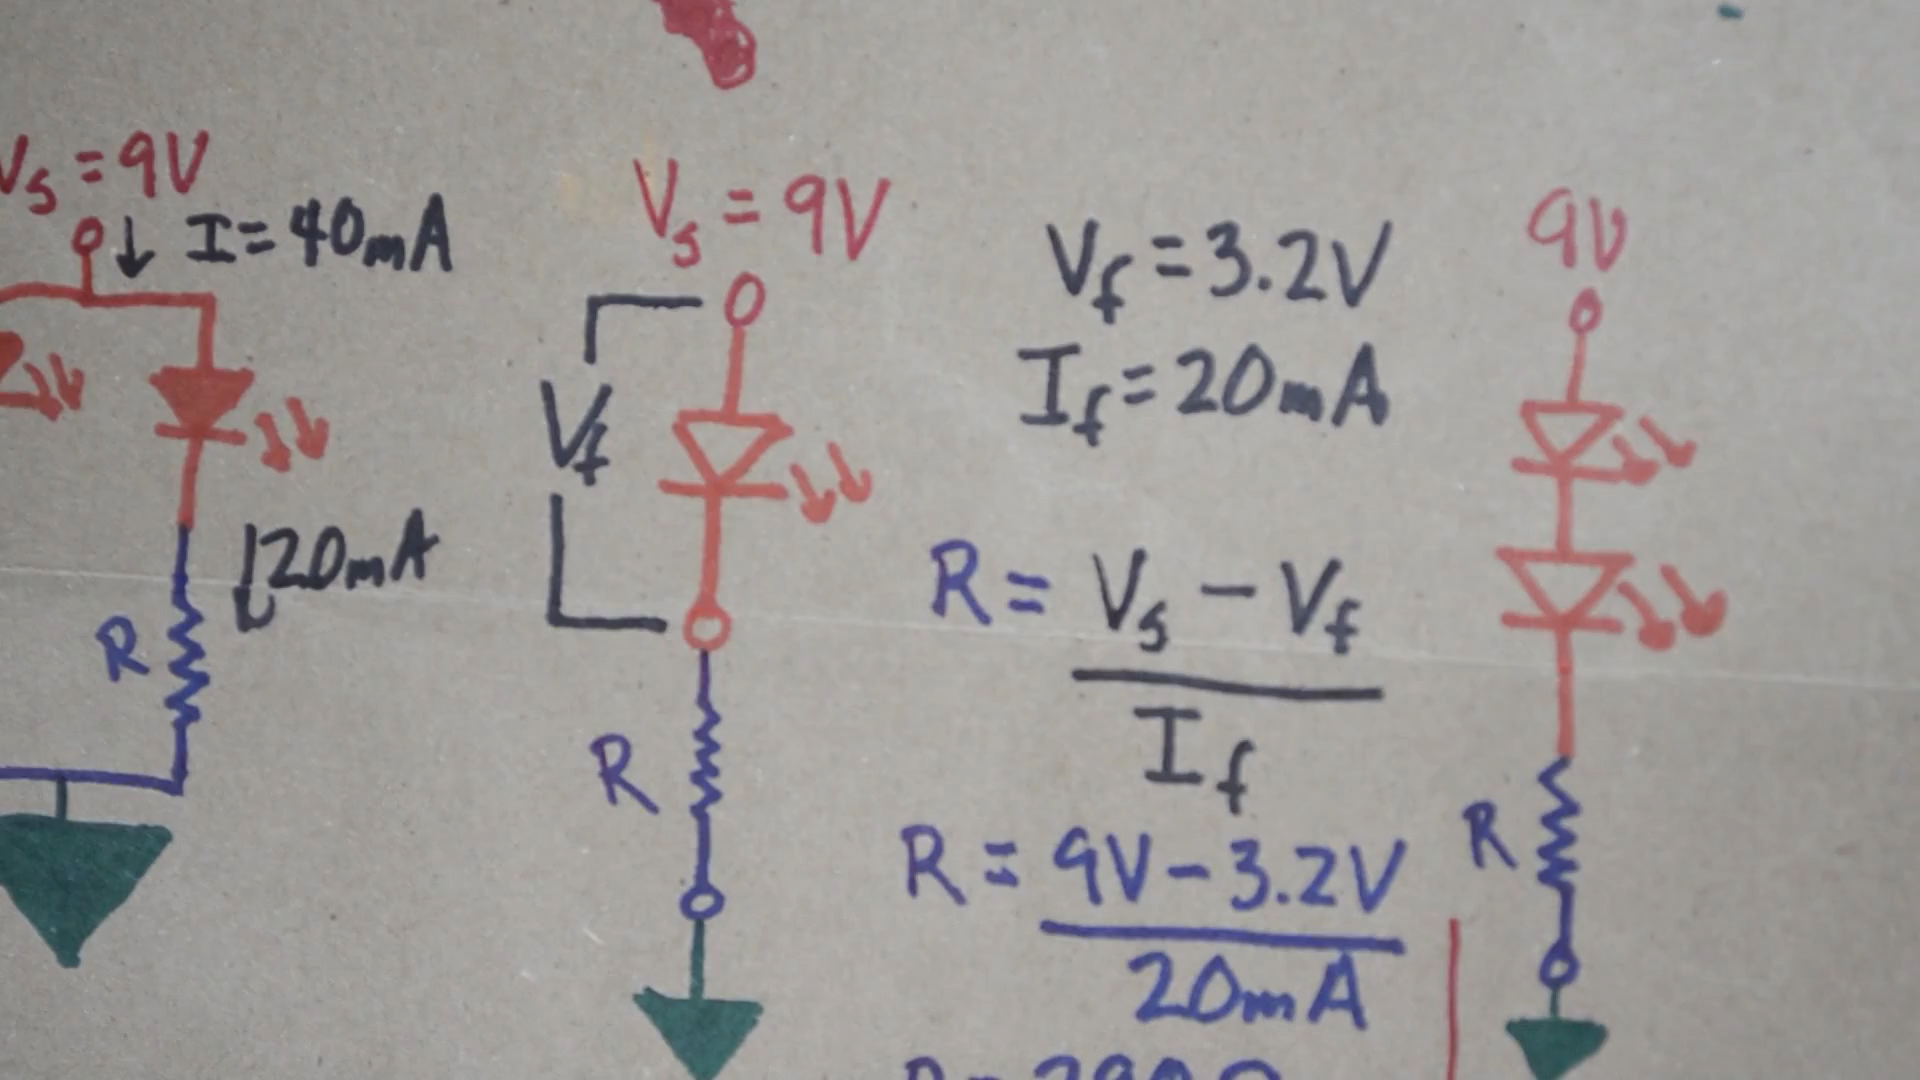 Vs = 9V
I = 40mA
20mA
R
Vs = 9V
Vf
R
Vf = 3.2V
If = 20mA
R = Vs - Vf
If
R = 9V - 3.2V
20mA
R = 290Ω
9V
R